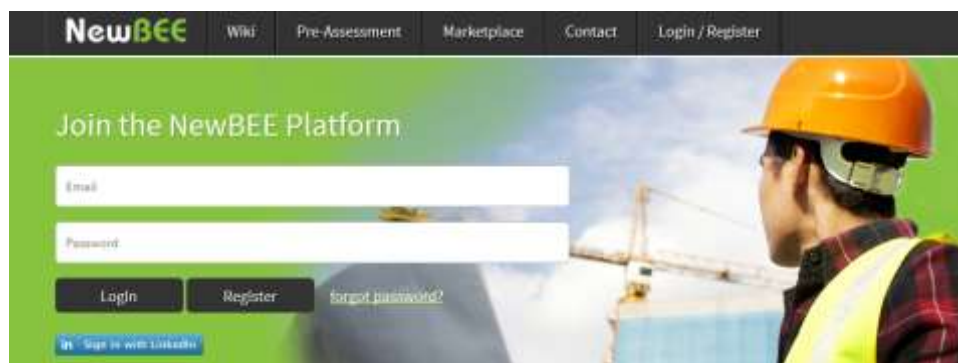 NewBEE Wiki Pre-Assessment Marketplace Contact Login / Register
Join the NewBEE Platform
Email
Password
Login Register forgot password?
in Sign in with LinkedIn